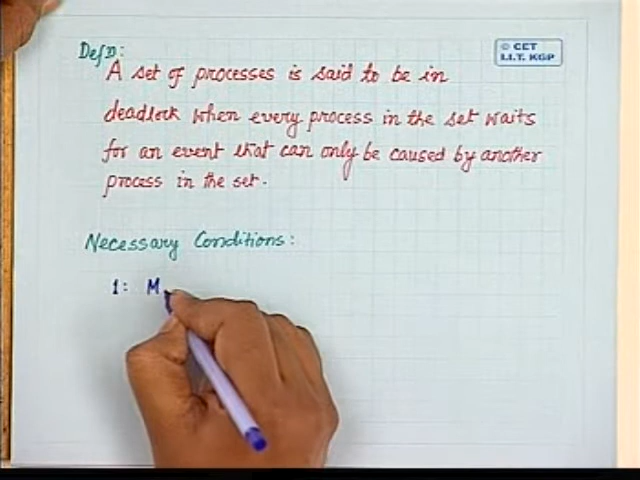 Defn:
© CET
I.I.T. KGP
A set of processes is said to be in
deadlock when every process in the set waits
for an event that can only be caused by another
process in the set.
Necessary Conditions:
1: M